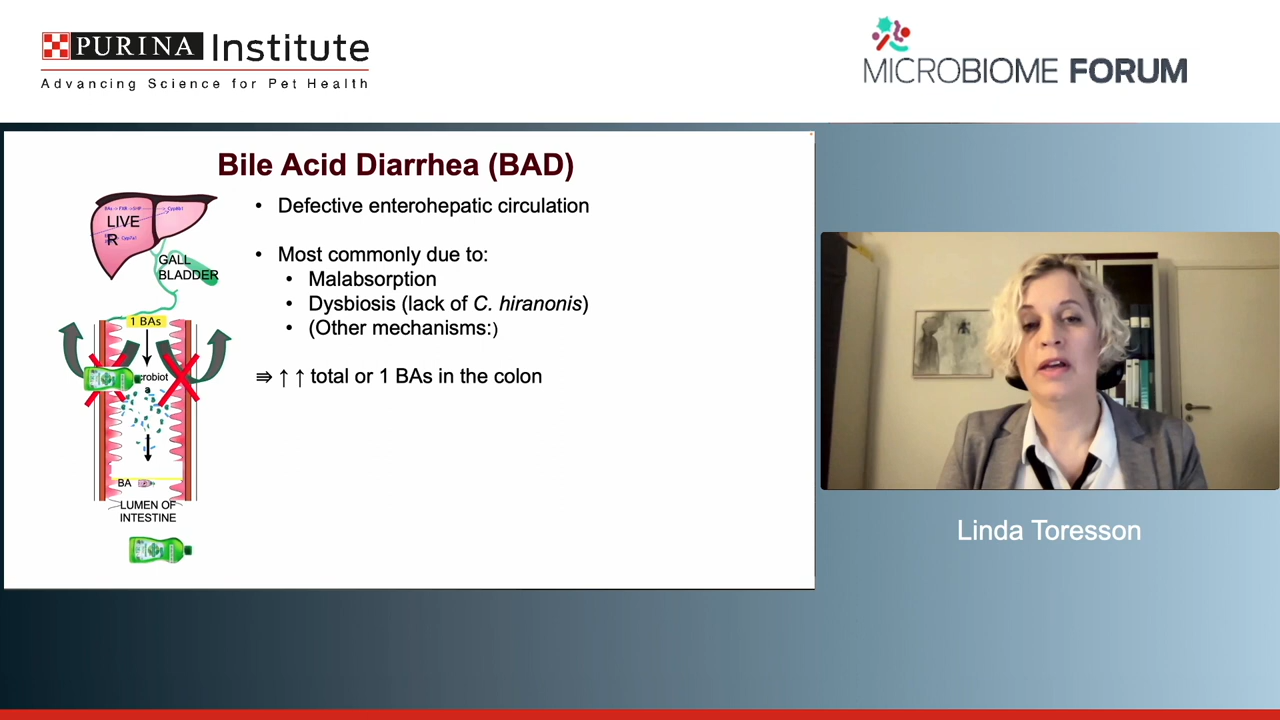 PURINA Institute
Advancing Science for Pet Health
MICROBIOME FORUM
Bile Acid Diarrhea (BAD)
• Defective enterohepatic circulation
• Most commonly due to:
• Malabsorption
• Dysbiosis (lack of C. hiranonis)
• (Other mechanisms:)
⇛ ↑ ↑ total or 1 BAs in the colon
LIVE
R
GALL
BLADDER
1 BAs
crobiot
a
BA
LUMEN OF
INTESTINE
Linda Toresson